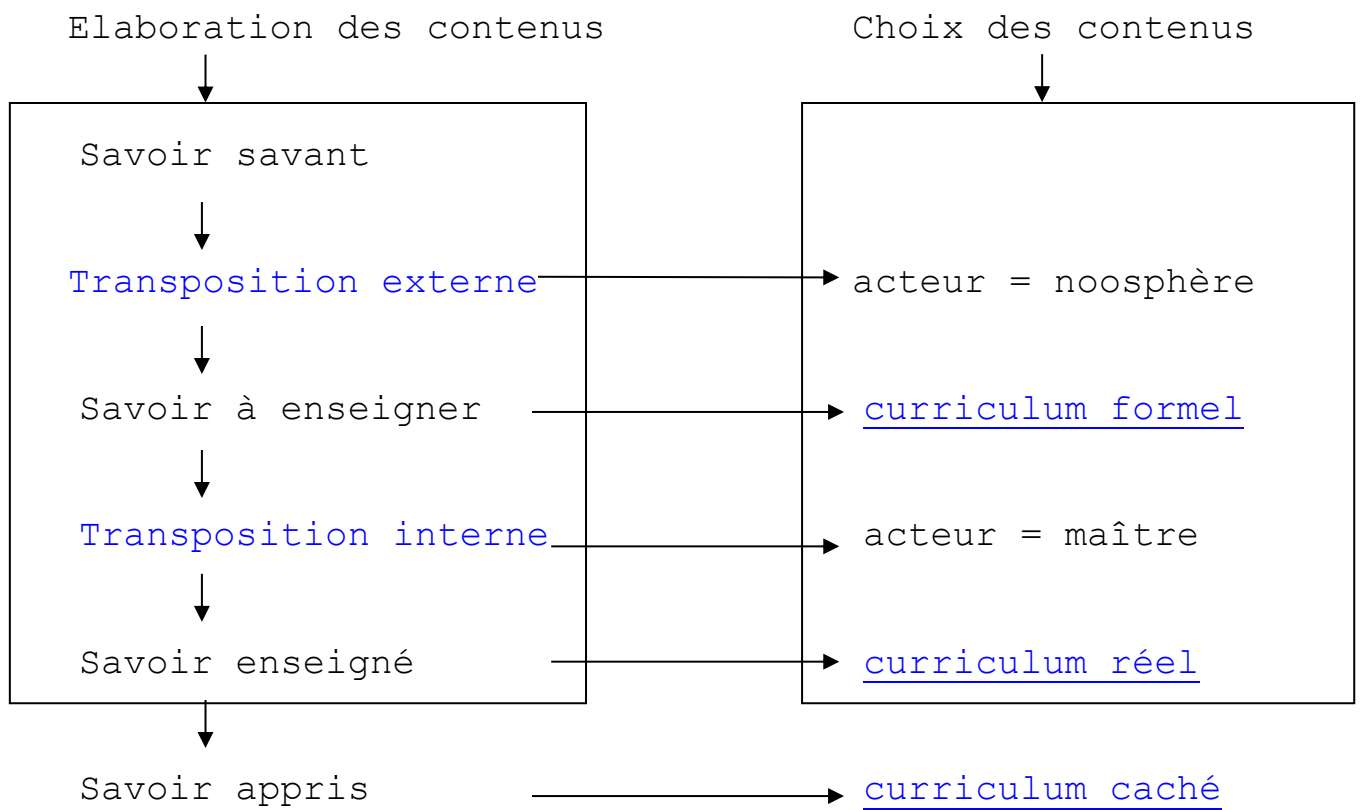 Elaboration des contenus
Choix des contenus
Savoir savant
Transposition externe
acteur = noosphère
Savoir à enseigner
curriculum formel
Transposition interne
acteur = maître
Savoir enseigné
curriculum réel
Savoir appris
curriculum caché